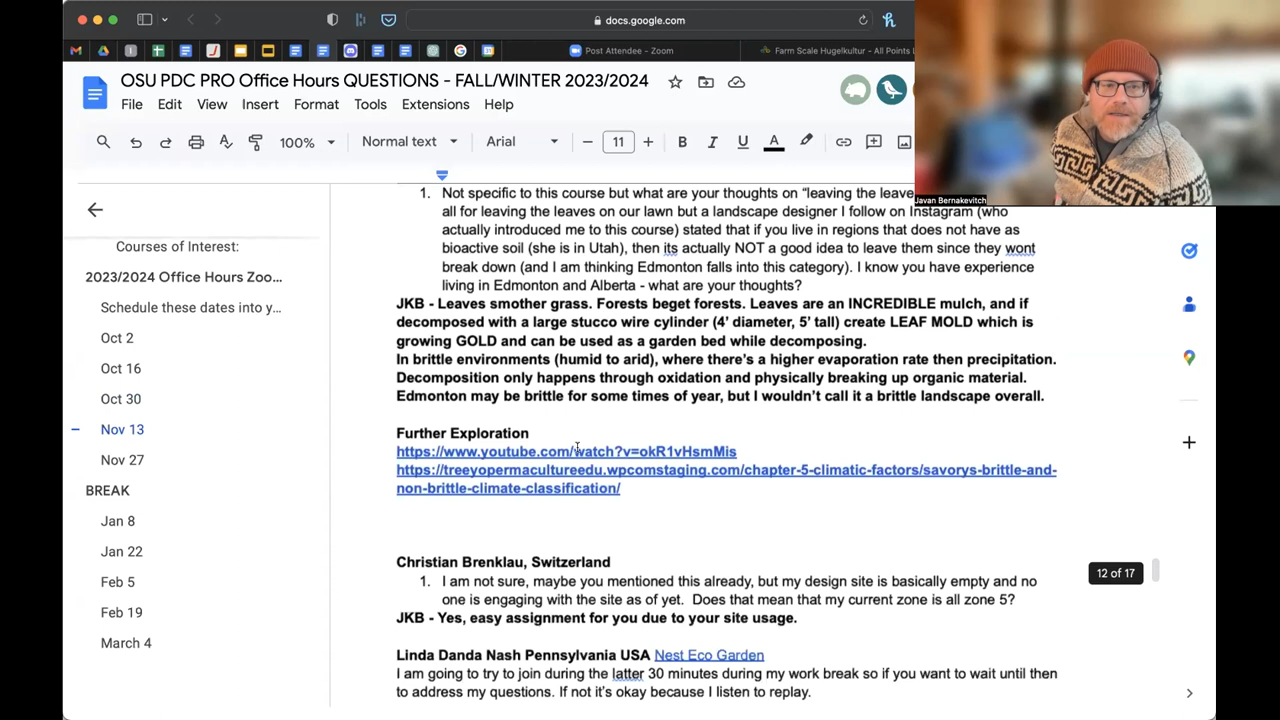 docs.google.com
Post Attendee - Zoom
Farm Scale Hugelkultur - All Points L
OSU PDC PRO Office Hours QUESTIONS - FALL/WINTER 2023/2024
File Edit View Insert Format Tools Extensions Help
100% Normal text Arial 11
Javan Bernakevitch
Courses of Interest:
2023/2024 Office Hours Zoo...
Schedule these dates into y...
Oct 2
Oct 16
Oct 30
Nov 13
Nov 27
BREAK
Jan 8
Jan 22
Feb 5
Feb 19
March 4
1. Not specific to this course but what are your thoughts on “leaving the leave
all for leaving the leaves on our lawn but a landscape designer I follow on Instagram (who
actually introduced me to this course) stated that if you live in regions that does not have as
bioactive soil (she is in Utah), then its actually NOT a good idea to leave them since they wont
break down (and I am thinking Edmonton falls into this category). I know you have experience
living in Edmonton and Alberta - what are your thoughts?
JKB - Leaves smother grass. Forests beget forests. Leaves are an INCREDIBLE mulch, and if
decomposed with a large stucco wire cylinder (4’ diameter, 5’ tall) create LEAF MOLD which is
growing GOLD and can be used as a garden bed while decomposing.
In brittle environments (humid to arid), where there’s a higher evaporation rate then precipitation.
Decomposition only happens through oxidation and physically breaking up organic material.
Edmonton may be brittle for some times of year, but I wouldn’t call it a brittle landscape overall.
Further Exploration
https://www.youtube.com/watch?v=okR1vHsmMis
https://treeyopermacultureedu.wpcomstaging.com/chapter-5-climatic-factors/savorys-brittle-and-
non-brittle-climate-classification/
Christian Brenklau, Switzerland
1. I am not sure, maybe you mentioned this already, but my design site is basically empty and no
one is engaging with the site as of yet. Does that mean that my current zone is all zone 5?
JKB - Yes, easy assignment for you due to your site usage.
Linda Danda Nash Pennsylvania USA Nest Eco Garden
I am going to try to join during the latter 30 minutes during my work break so if you want to wait until then
to address my questions. If not it’s okay because I listen to replay.
12 of 17